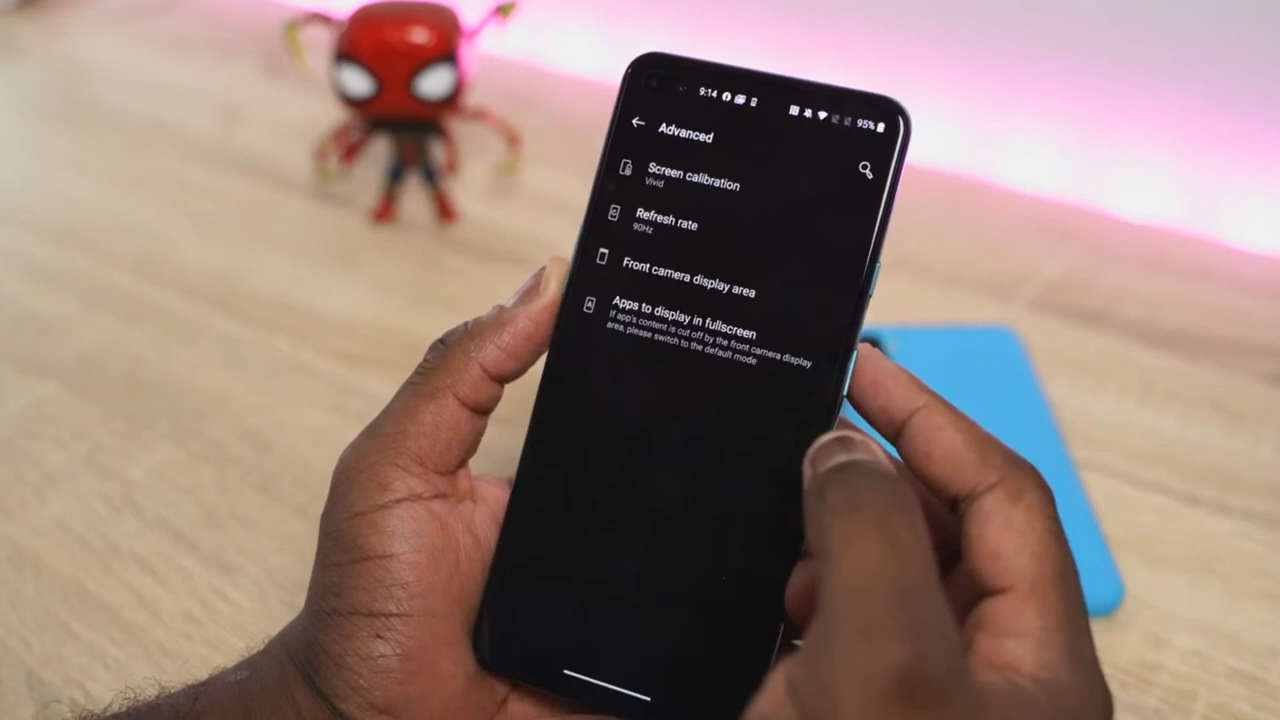 9:14
95%
Advanced
Screen calibration
Vivid
Refresh rate
90Hz
Front camera display area
Apps to display in fullscreen
If app's content is cut off by the front camera display
area, please switch to the default mode